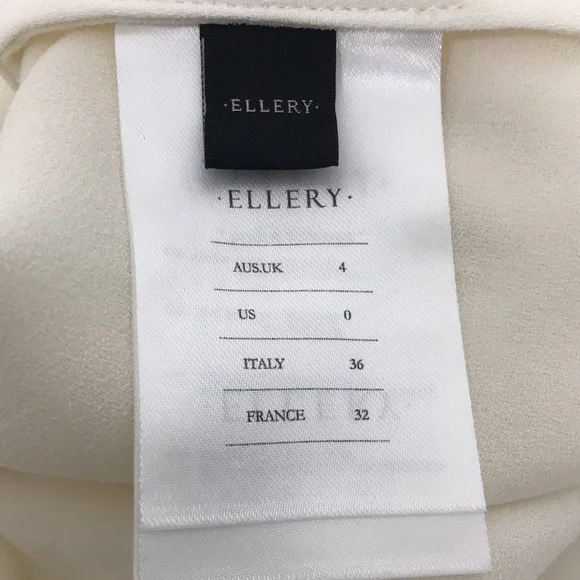 ·ELLERY·
·ELLERY·
AUS.UK 4
US 0
ITALY 36
FRANCE 32